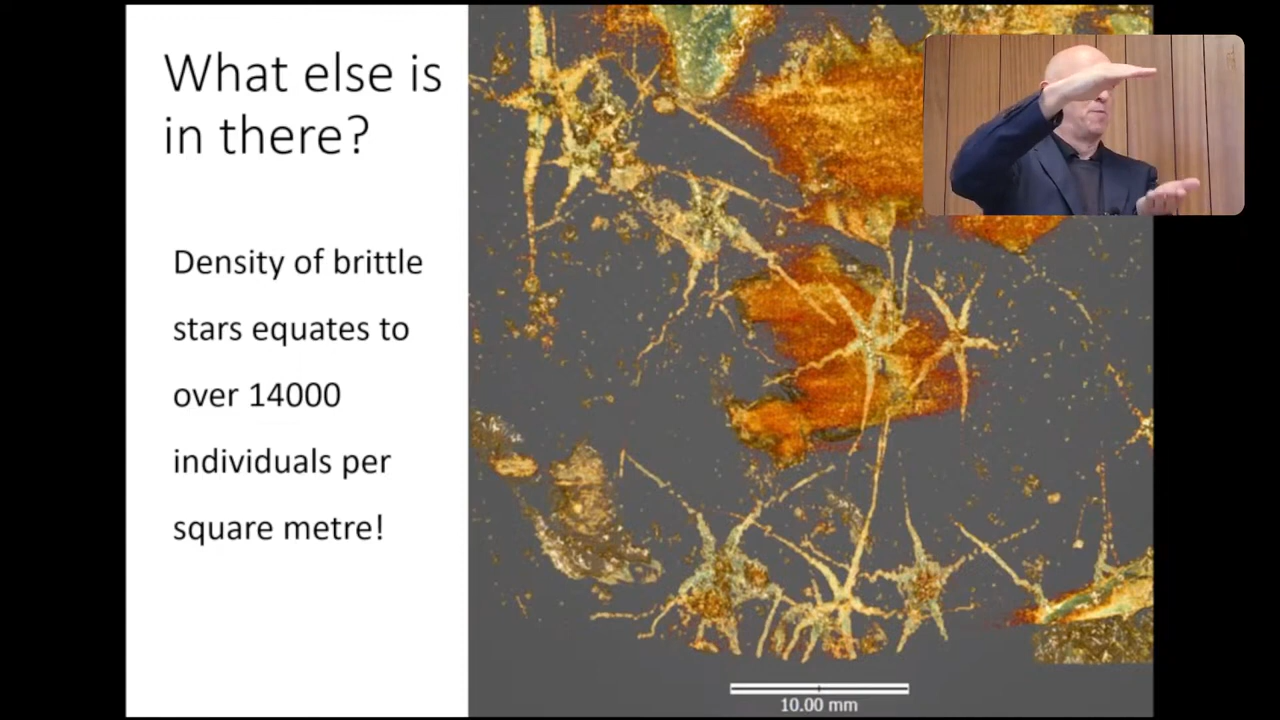 What else is
in there?
Density of brittle
stars equates to
over 14000
individuals per
square metre!
10.00 mm